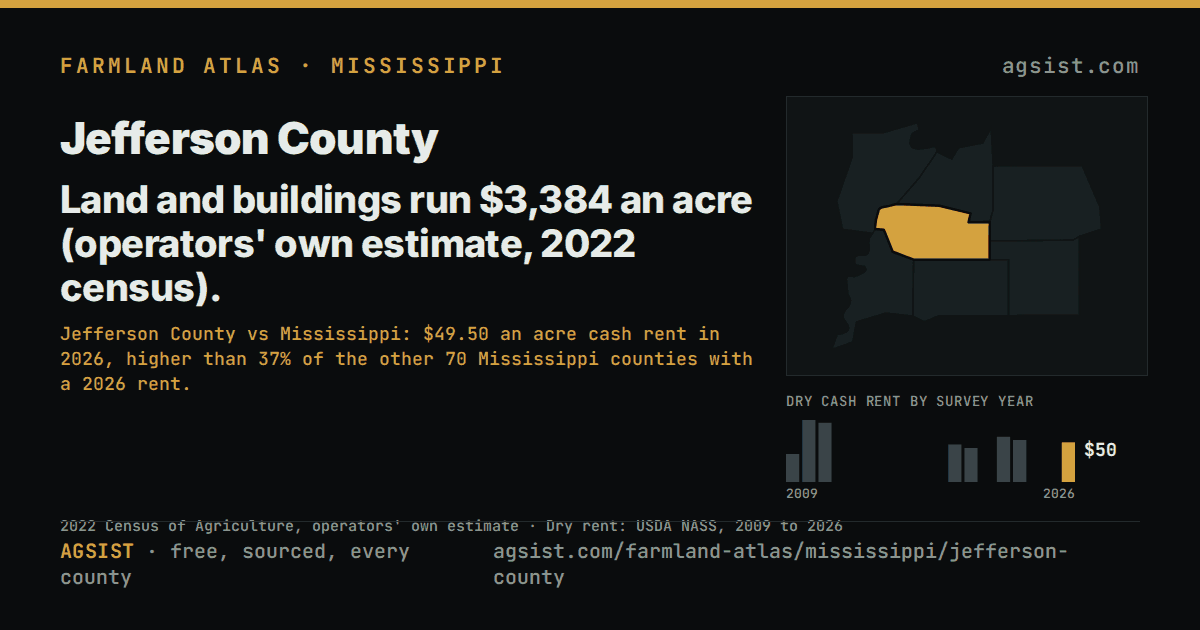 FARMLAND ATLAS · MISSISSIPPI
agsist.com
Jefferson County
Land and buildings run $3,384 an acre
(operators' own estimate, 2022
census).
Jefferson County vs Mississippi: $49.50 an acre cash rent in
2026, higher than 37% of the other 70 Mississippi counties with
a 2026 rent.
DRY CASH RENT BY SURVEY YEAR
$50
2009
2026
2022 Census of Agriculture, operators' own estimate · Dry rent: USDA NASS, 2009 to 2026
AGSIST · free, sourced, every
county
agsist.com/farmland-atlas/mississippi/jefferson-
county